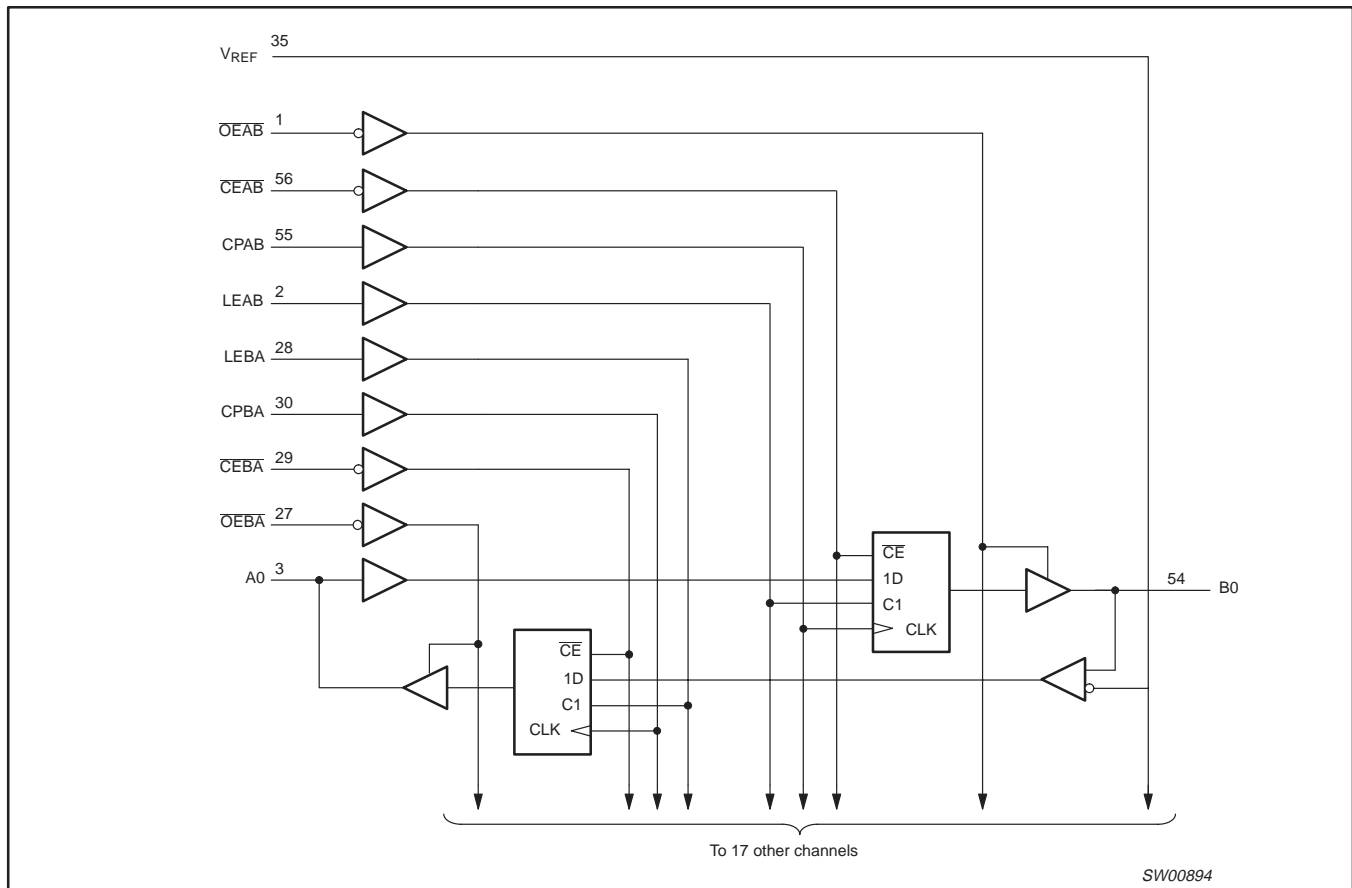 VREF 35
OEAB 1
CEAB 56
CPAB 55
LEAB 2
LEBA 28
CPBA 30
CEBA 29
OEBA 27
A0 3
CE
1D
C1
CLK
54 B0
CE
1D
C1
CLK
To 17 other channels
SW00894